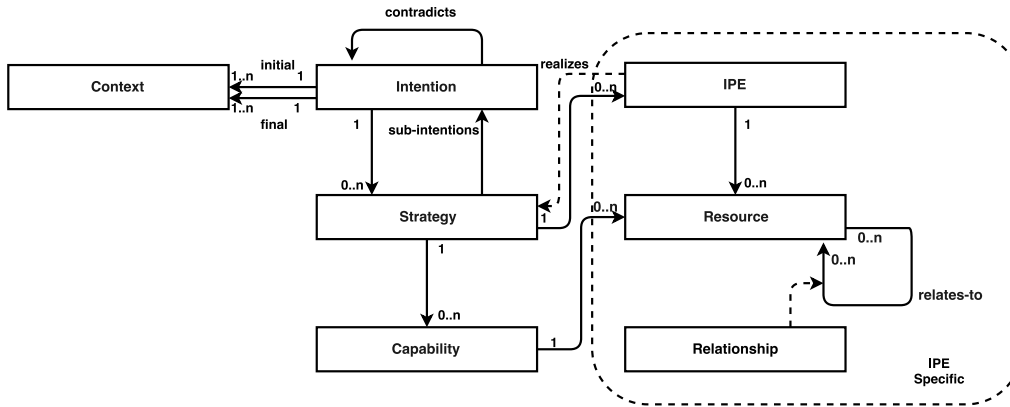 contradicts
initial
realizes
1..n
1
0..n
Context
Intention
IPE
1..n
1
final
1
sub-intentions
1
0..n
0..n
0..n
Strategy
1
Resource
1
0..n
0..n
relates-to
0..n
Capability
1
Relationship
IPE
Specific